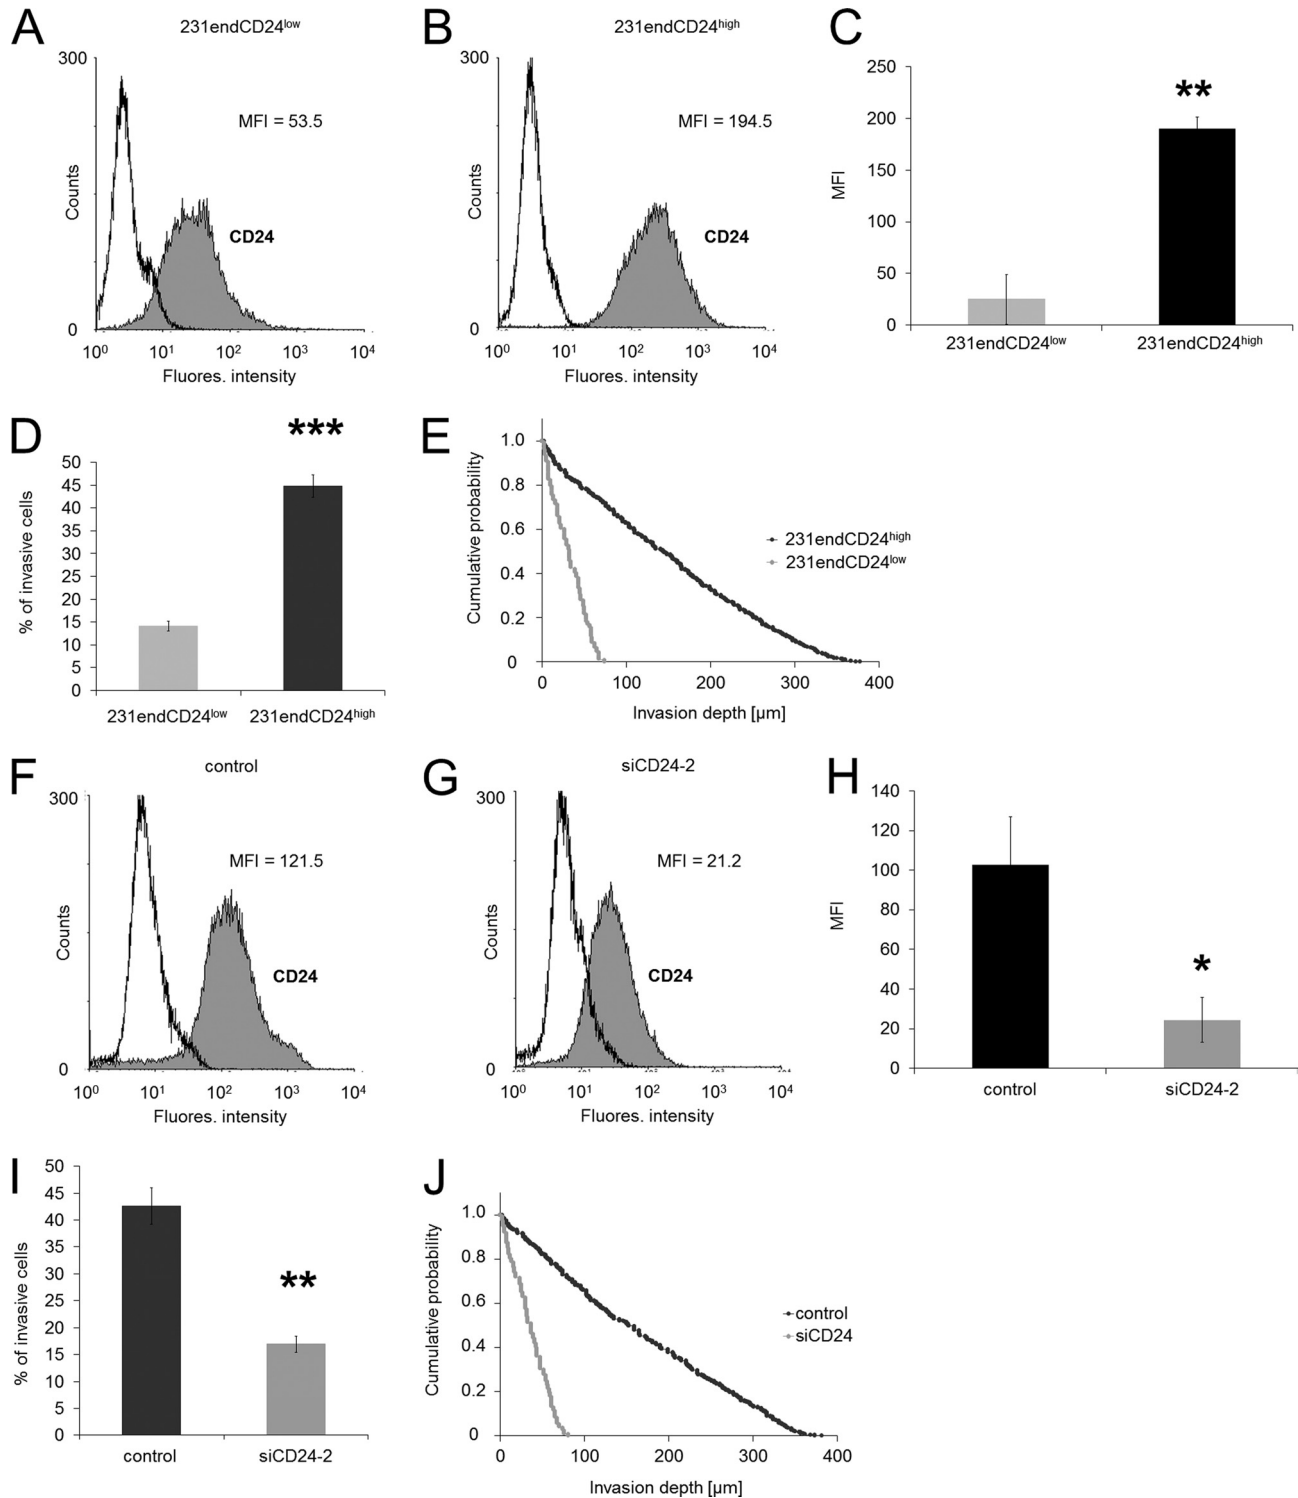 A
231endCD24low
300
MFI = 53.5
Counts
CD24
0
10⁰ 10¹ 10² 10³ 10⁴
Fluores. intensity
B
231endCD24high
300
MFI = 194.5
Counts
CD24
0
10⁰ 10¹ 10² 10³ 10⁴
Fluores. intensity
C
250
200
150
100
50
0
MFI
**
231endCD24low 231endCD24high
D
***
50
45
40
35
30
25
20
15
10
5
0
% of invasive cells
231endCD24low 231endCD24high
E
1.0
0.8
0.6
0.4
0.2
0
Cumulative probability
231endCD24high
231endCD24low
0 100 200 300 400
Invasion depth [µm]
F
control
300
MFI = 121.5
Counts
CD24
0
10⁰ 10¹ 10² 10³ 10⁴
Fluores. intensity
G
siCD24-2
300
MFI = 21.2
Counts
CD24
0
10⁰ 10¹ 10² 10³ 10⁴
Fluores. intensity
H
140
120
100
80
60
40
20
0
MFI
*
control siCD24-2
I
50
45
40
35
30
25
20
15
10
5
0
% of invasive cells
**
control siCD24-2
J
1.0
0.8
0.6
0.4
0.2
0
Cumulative probability
control
siCD24
0 100 200 300 400
Invasion depth [µm]